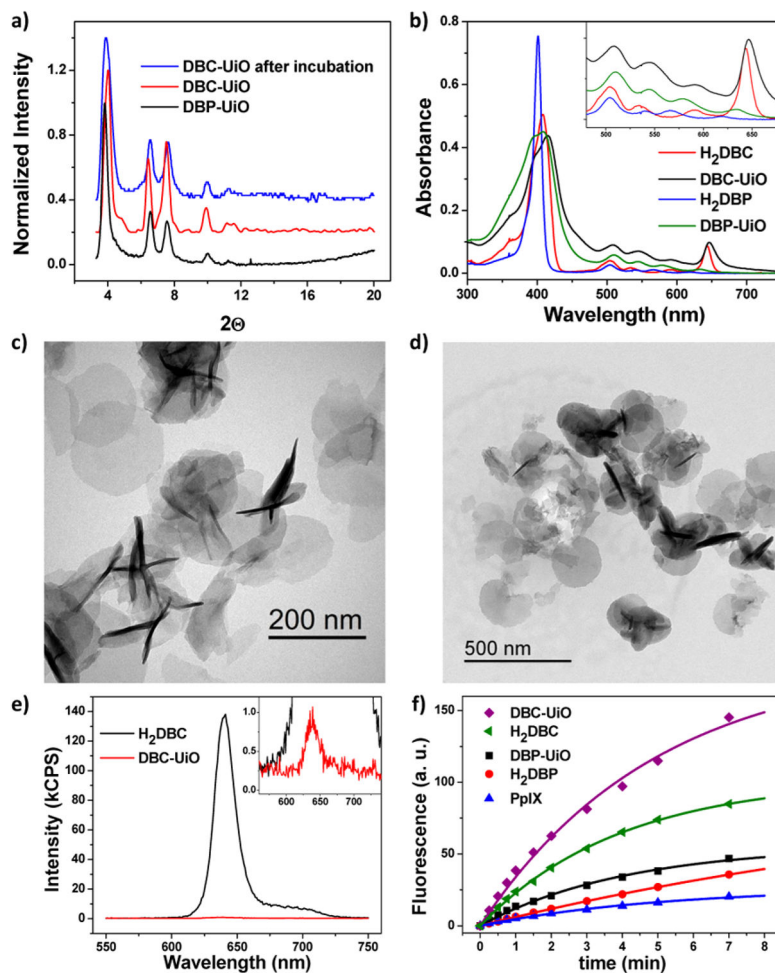 a)
Normalized Intensity
1.2
0.8
0.4
0.0
DBC-UiO after incubation
DBC-UiO
DBP-UiO
4 8 12 16 20
2Θ
b)
Absorbance
0.8
0.6
0.4
0.2
0.0
550 600 650
H₂DBC
DBC-UiO
H₂DBP
DBP-UiO
300 400 500 600 700
Wavelength (nm)
c)
200 nm
d)
500 nm
e)
Intensity (kCPS)
140
120
100
80
60
40
20
0
H₂DBC
DBC-UiO
1.0
0.5
0.0
600 650 700
550 600 650 700 750
Wavelength (nm)
f)
Fluorescence (a. u.)
150
100
50
0
DBC-UiO
H₂DBC
DBP-UiO
H₂DBP
PpIX
0 1 2 3 4 5 6 7 8
time (min)